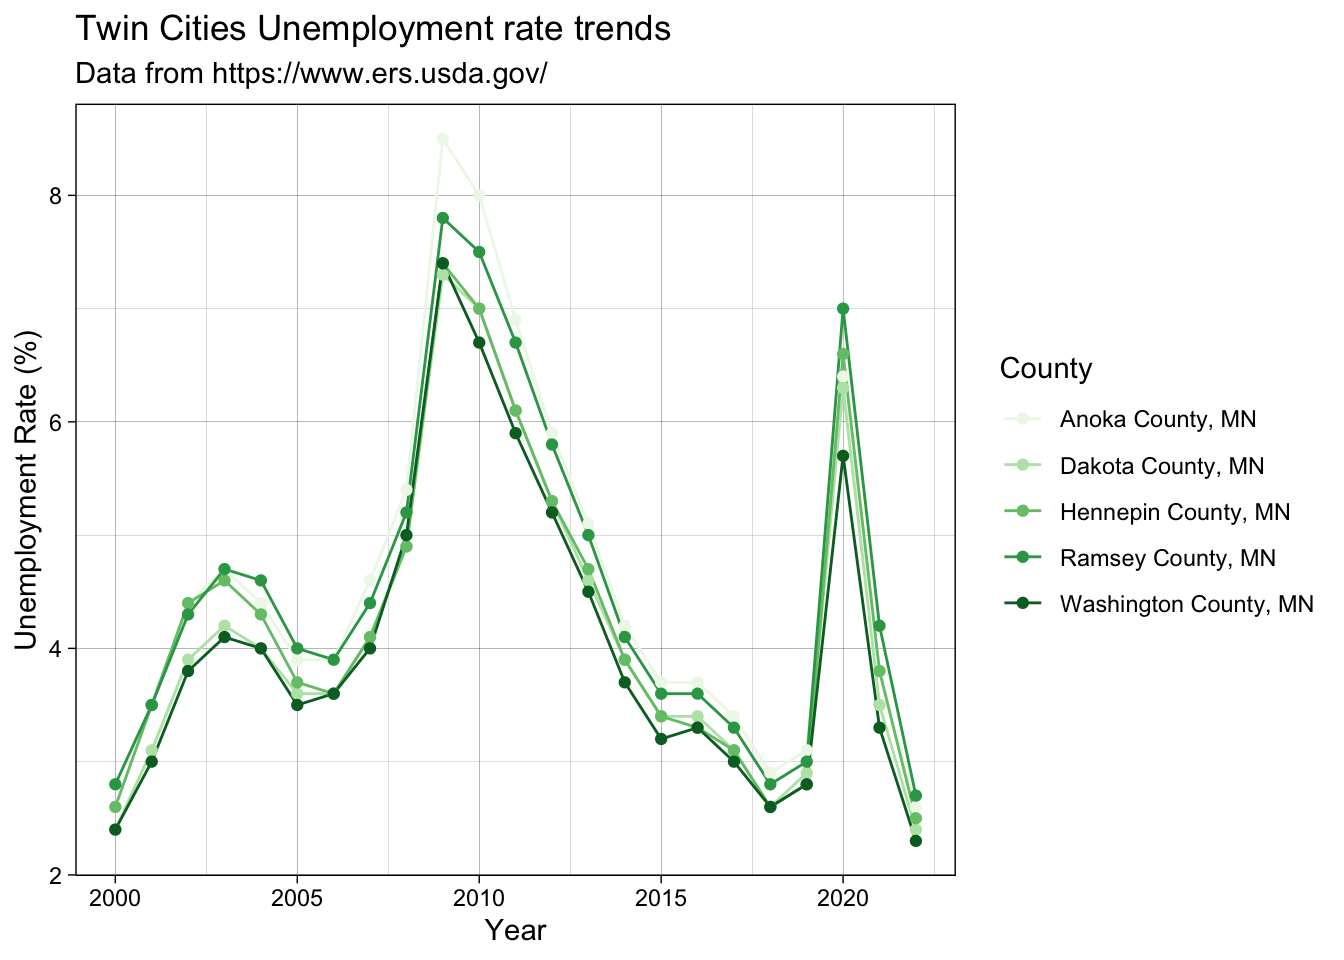 Twin Cities Unemployment rate trends
Data from https://www.ers.usda.gov/
Unemployment Rate (%)
8
6
4
2
2000 2005 2010 2015 2020
Year
County
Anoka County, MN
Dakota County, MN
Hennepin County, MN
Ramsey County, MN
Washington County, MN